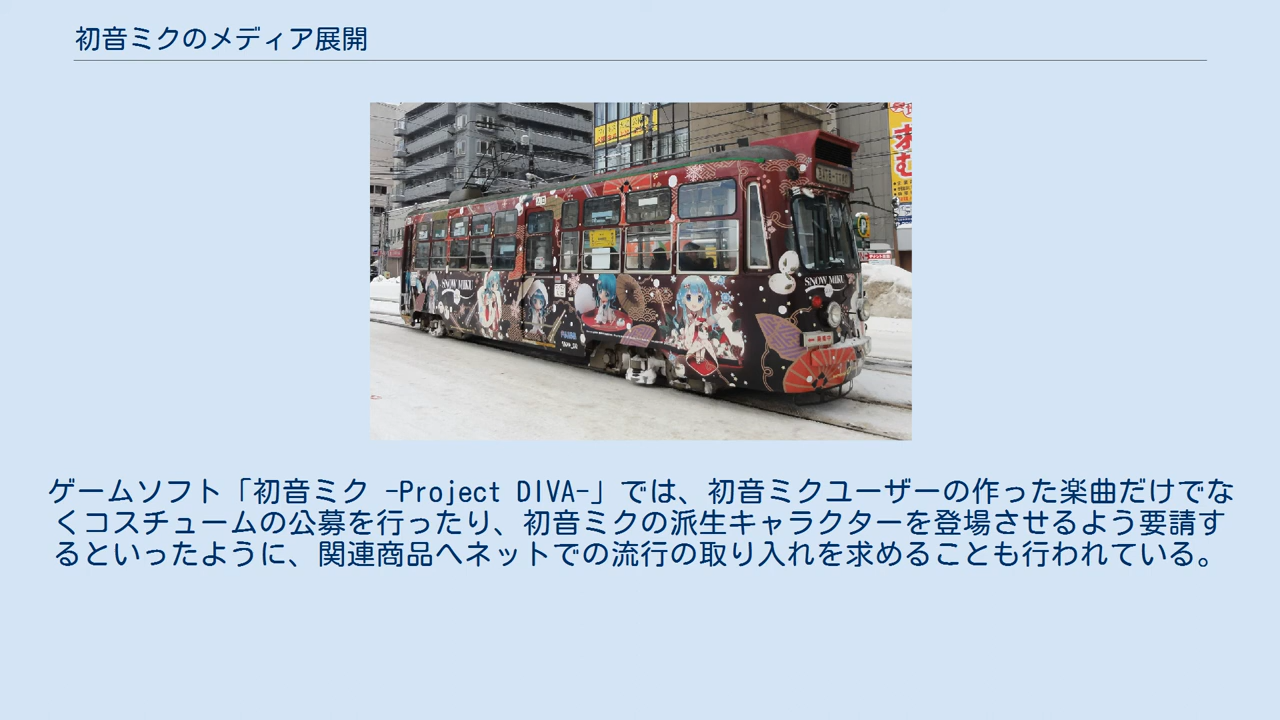 初音ミクのメディア展開
SNOW MIKU
SNOW MIKU
ゲームソフト「初音ミク -Project DIVA-」では、初音ミクユーザーの作った楽曲だけでな
くコスチュームの公募を行ったり、初音ミクの派生キャラクターを登場させるよう要請す
るといったように、関連商品へネットでの流行の取り入れを求めることも行われている。